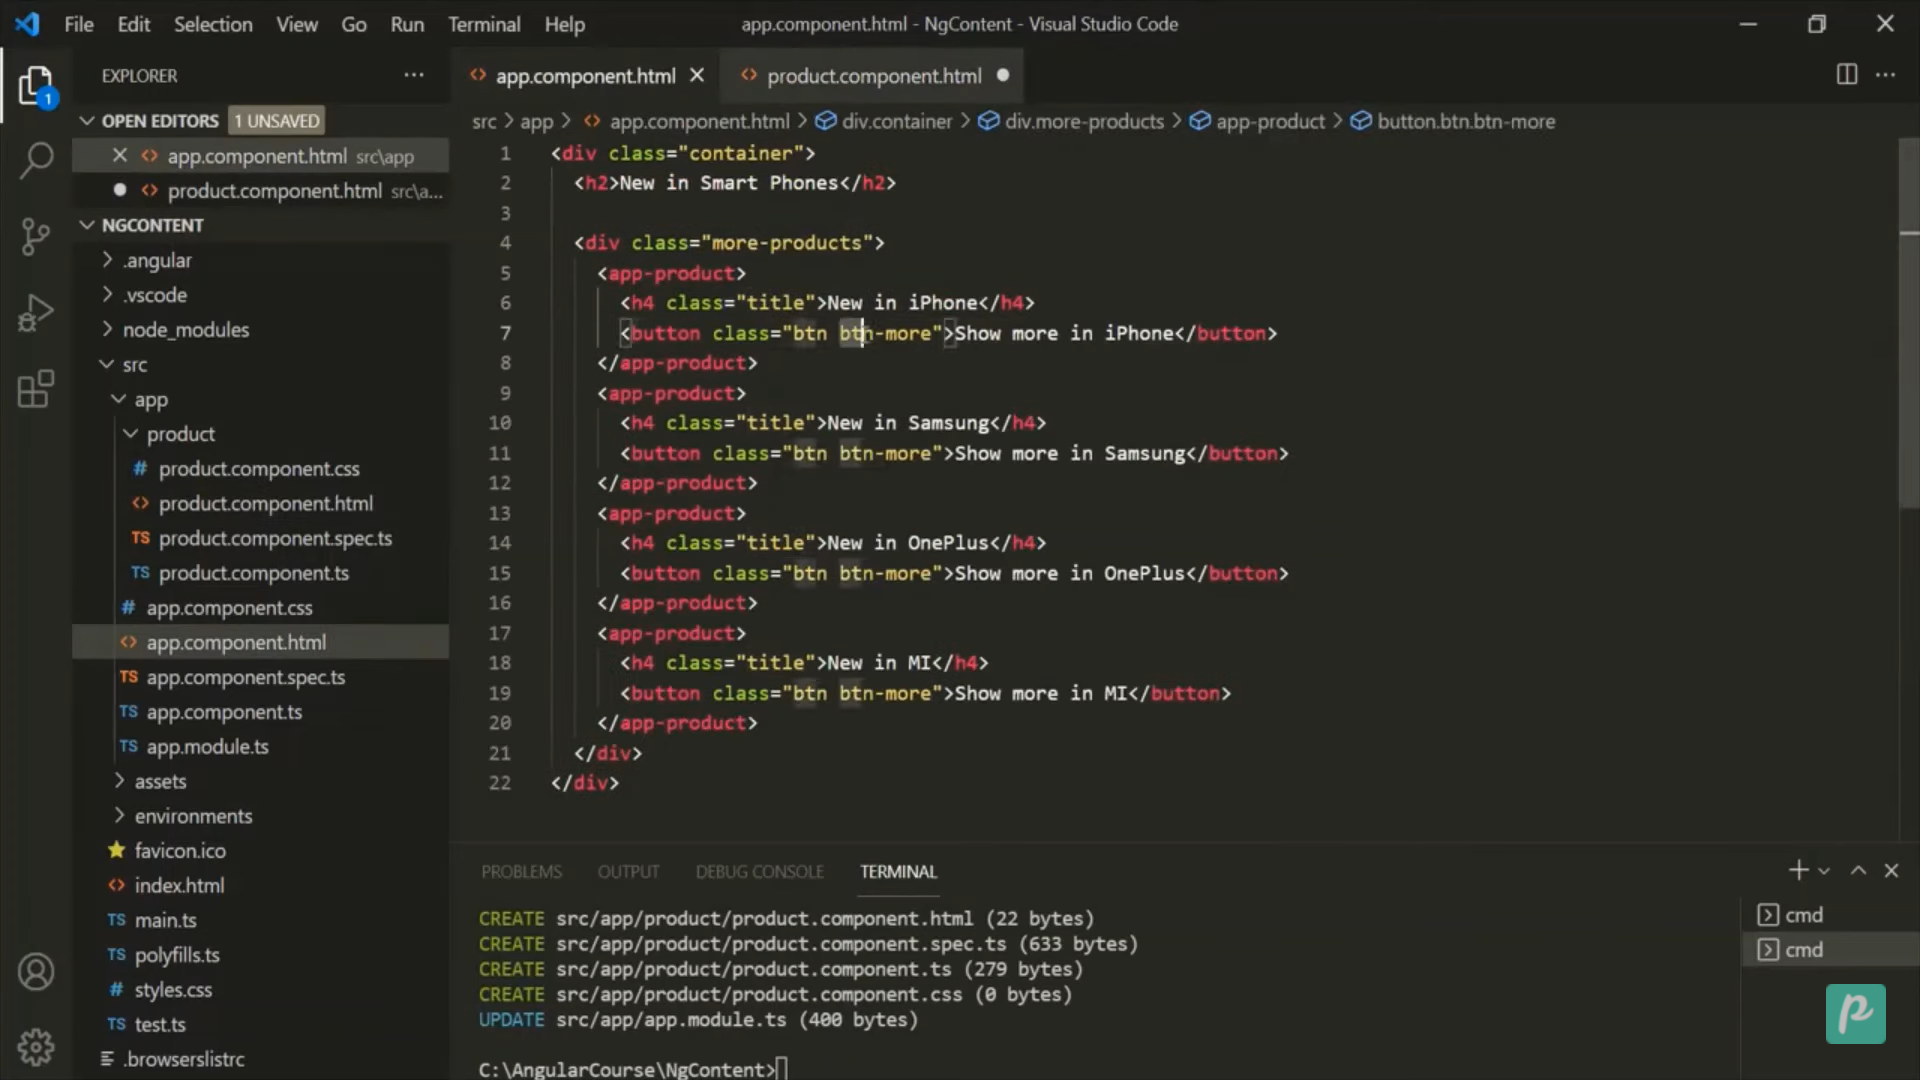 File Edit Selection View Go Run Terminal Help app.component.html - NgContent - Visual Studio Code
EXPLORER
1
OPEN EDITORS 1 UNSAVED
app.component.html src\app
product.component.html src\a...
NGCONTENT
.angular
.vscode
node_modules
src
app
product
# product.component.css
<> product.component.html
TS product.component.spec.ts
TS product.component.ts
# app.component.css
<> app.component.html
TS app.component.spec.ts
TS app.component.ts
TS app.module.ts
assets
environments
favicon.ico
<> index.html
TS main.ts
TS polyfills.ts
# styles.css
TS test.ts
.browserslistrc
app.component.html product.component.html
src > app > app.component.html > div.container > div.more-products > app-product > button.btn.btn-more
1 <div class="container">
2 <h2>New in Smart Phones</h2>
3
4 <div class="more-products">
5 <app-product>
6 <h4 class="title">New in iPhone</h4>
7 <button class="btn btn-more">Show more in iPhone</button>
8 </app-product>
9 <app-product>
10 <h4 class="title">New in Samsung</h4>
11 <button class="btn btn-more">Show more in Samsung</button>
12 </app-product>
13 <app-product>
14 <h4 class="title">New in OnePlus</h4>
15 <button class="btn btn-more">Show more in OnePlus</button>
16 </app-product>
17 <app-product>
18 <h4 class="title">New in MI</h4>
19 <button class="btn btn-more">Show more in MI</button>
20 </app-product>
21 </div>
22 </div>
PROBLEMS OUTPUT DEBUG CONSOLE TERMINAL
CREATE src/app/product/product.component.html (22 bytes)
CREATE src/app/product/product.component.spec.ts (633 bytes)
CREATE src/app/product/product.component.ts (279 bytes)
CREATE src/app/product/product.component.css (0 bytes)
UPDATE src/app/app.module.ts (400 bytes)
C:\AngularCourse\NgContent>
cmd
cmd
p